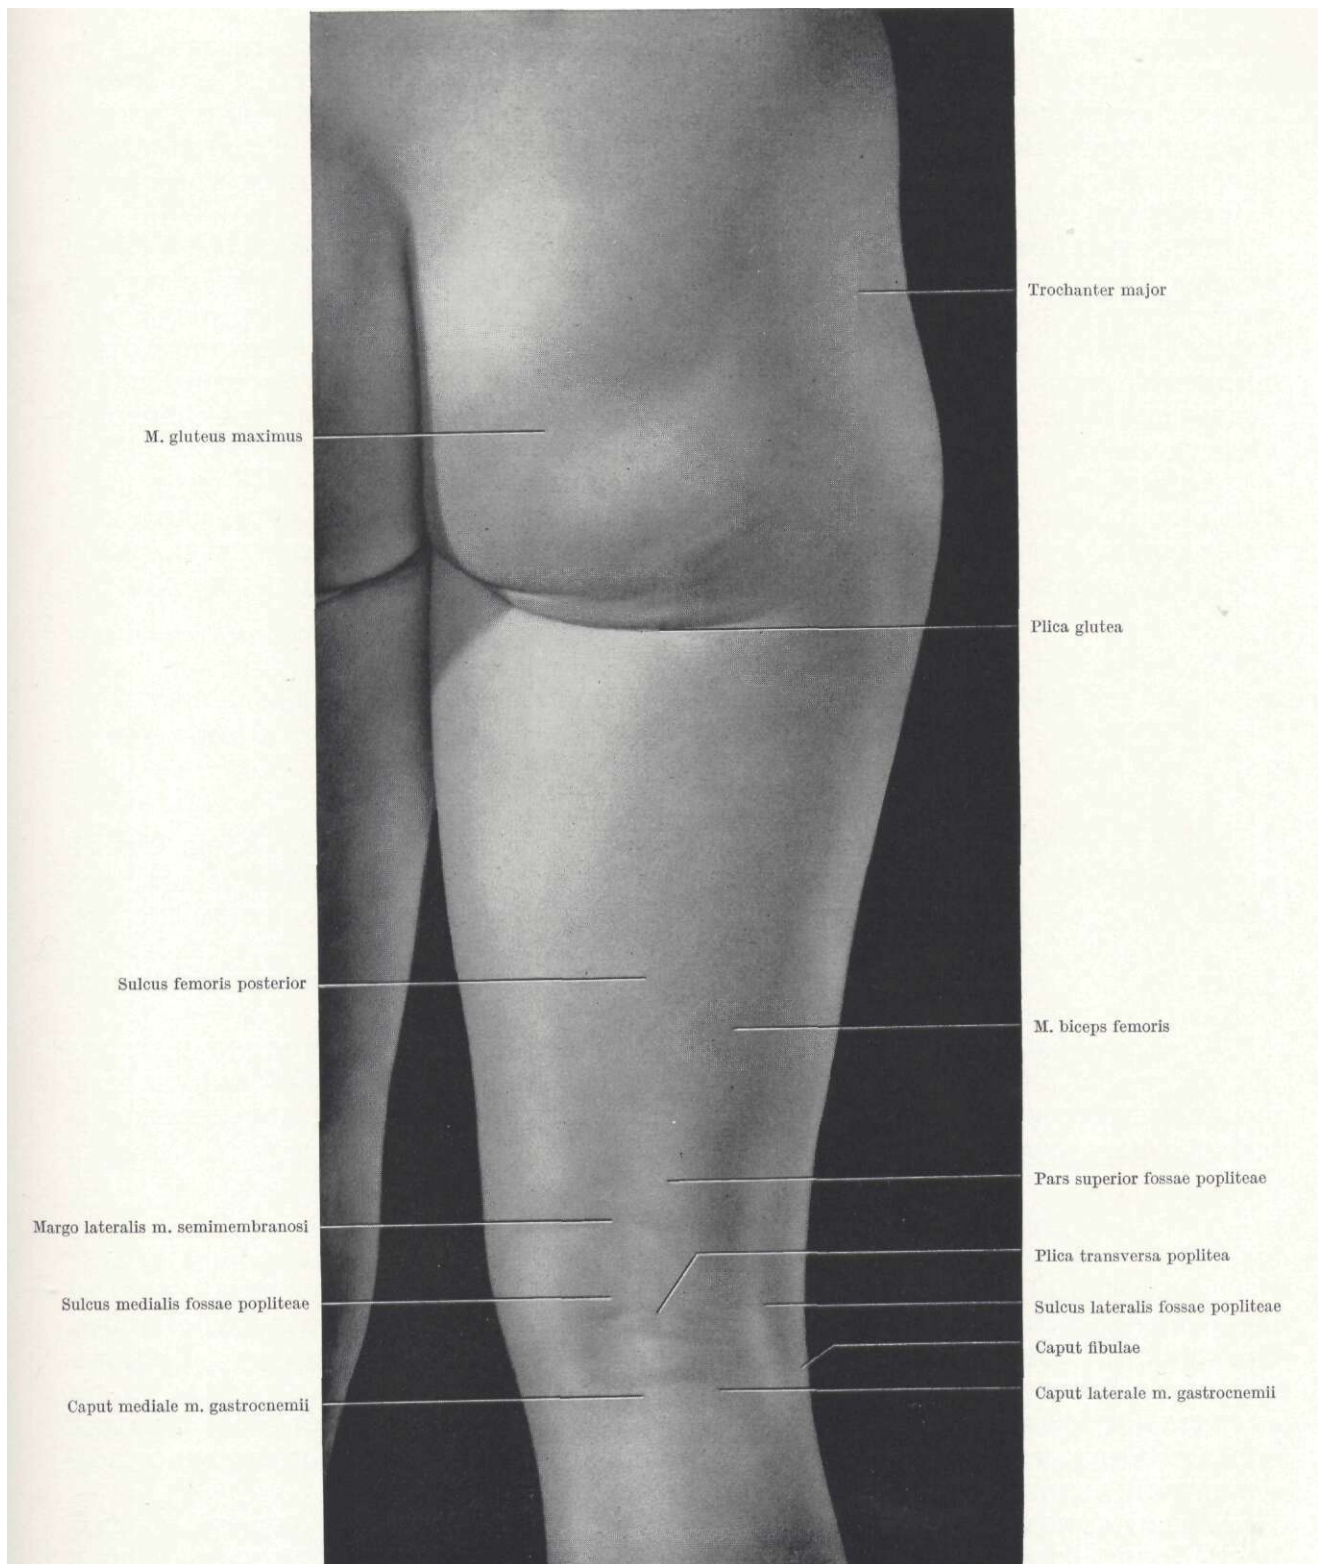 Trochanter major
M. gluteus maximus
Plica glutea
Sulcus femoris posterior
M. biceps femoris
Pars superior fossae popliteae
Margo lateralis m. semimembranosi
Plica transversa poplitea
Sulcus medialis fossae popliteae
Sulcus lateralis fossae popliteae
Caput fibulae
Caput laterale m. gastrocnemii
Caput mediale m. gastrocnemii